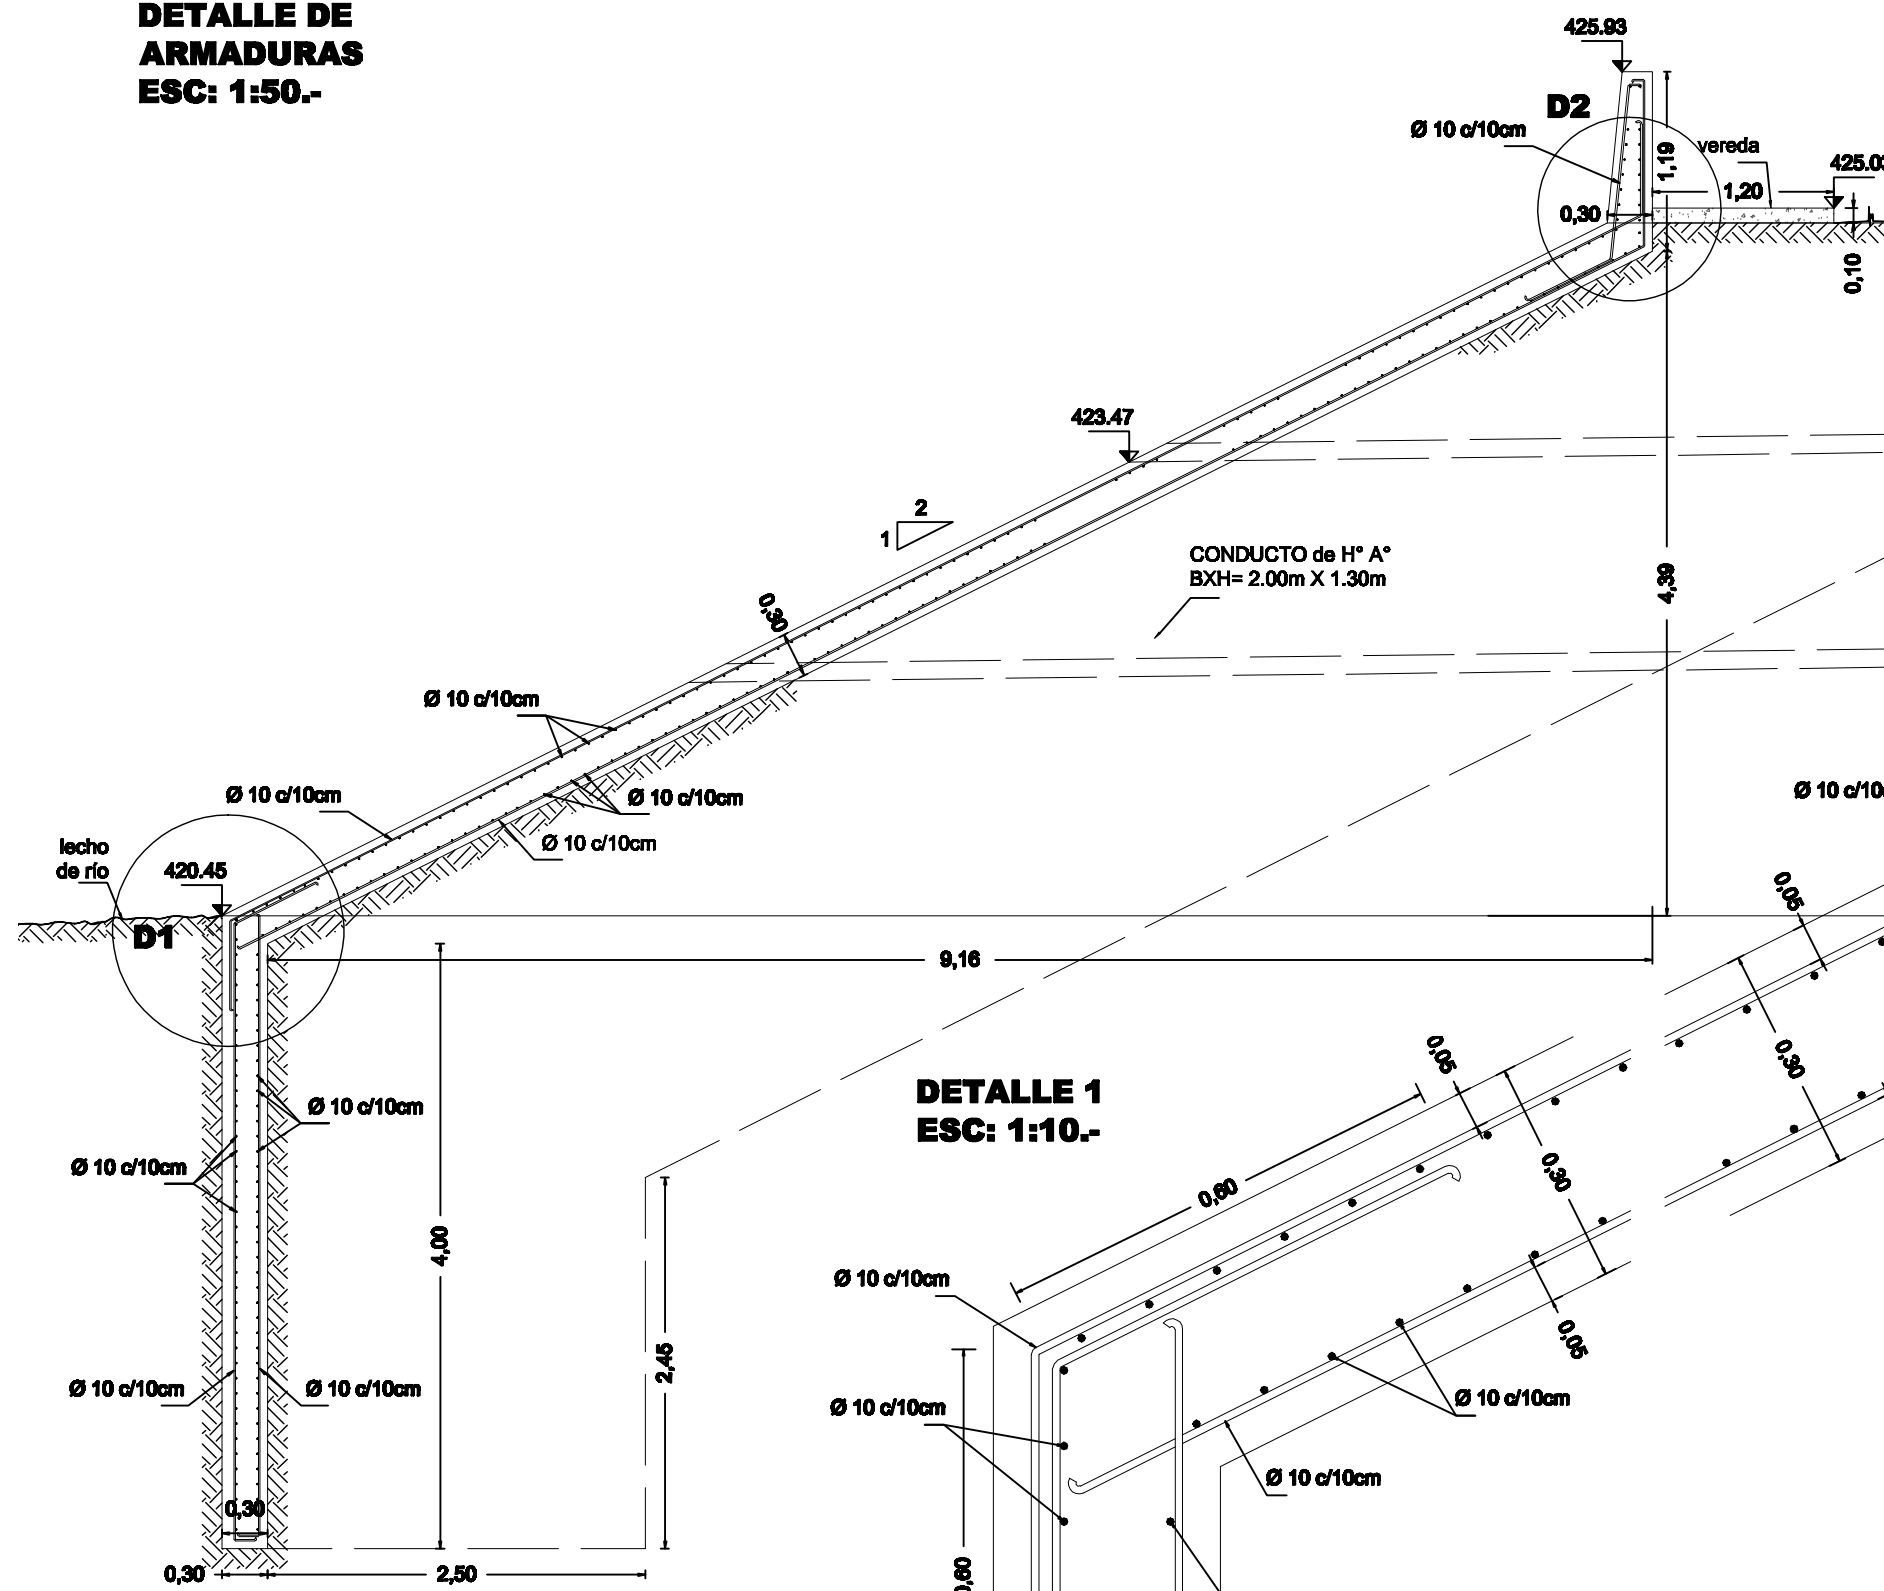 DETALLE DE
ARMADURAS
ESC: 1:50.-
425.93
D2
Ø 10 c/10cm
1,19
vereda
425.03
1,20
0,30
0,10
423.47
2
1
CONDUCTO de H° A°
BXH= 2.00m X 1.30m
4,39
0,30
Ø 10 c/10cm
Ø 10 c/10cm
Ø 10 c/10cm
Ø 10 c/10
Ø 10 c/10cm
lecho
de río
420.45
D1
9,16
0,05
0,30
0,05
DETALLE 1
ESC: 1:10.-
Ø 10 c/10cm
Ø 10 c/10cm
0,60
0,30
4,00
Ø 10 c/10cm
2,45
0,05
Ø 10 c/10cm
Ø 10 c/10cm
Ø 10 c/10cm
Ø 10 c/10cm
Ø 10 c/10cm
0,30
0,60
0,30
2,50